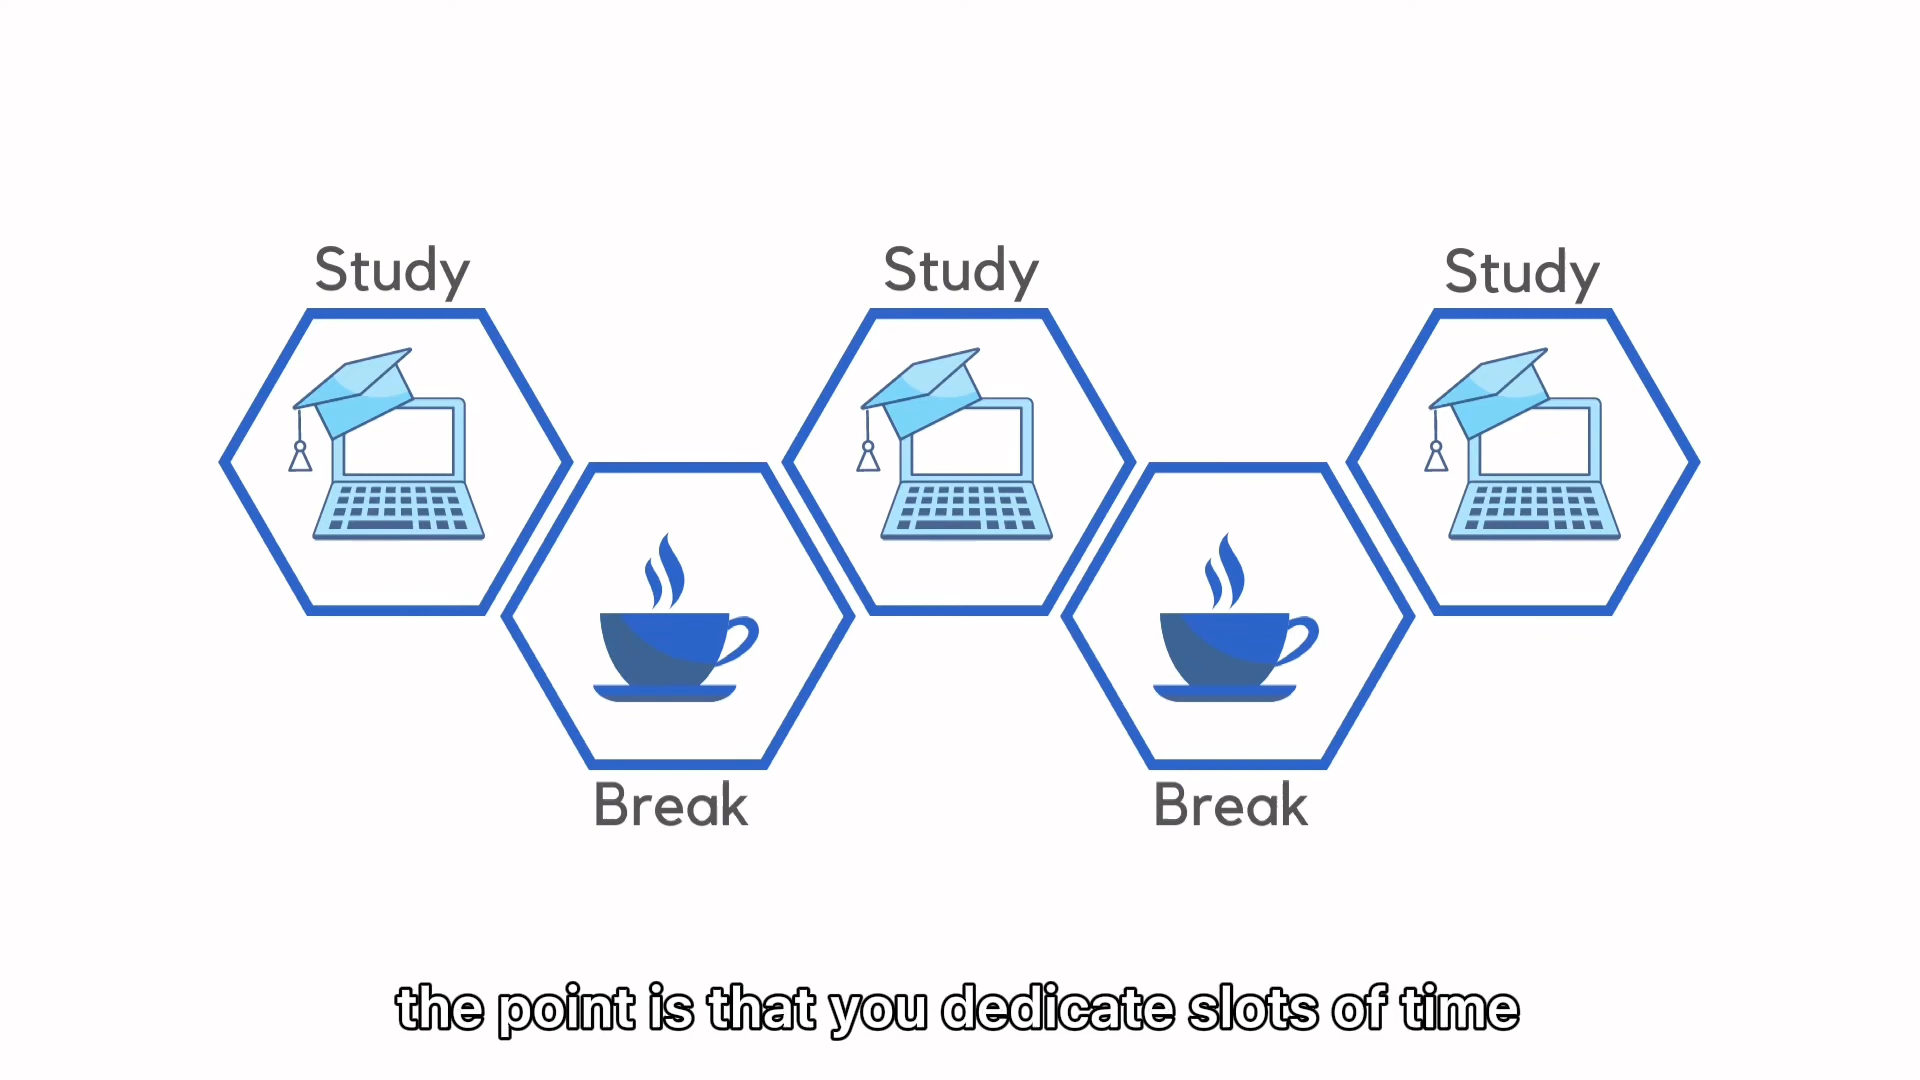 Study
Study
Study
Break
Break
the point is that you dedicate slots of time